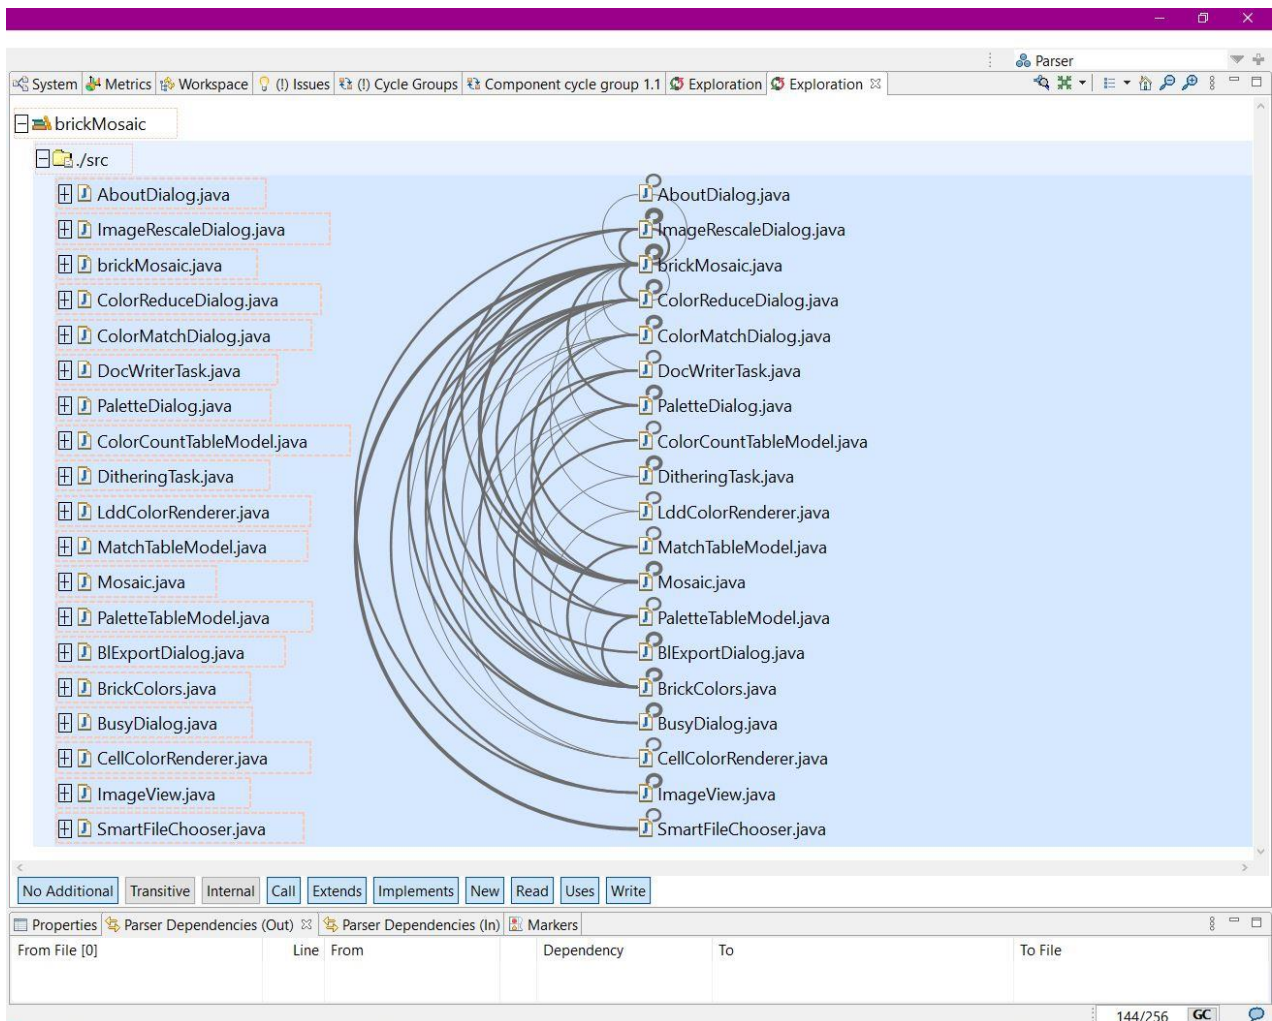 Parser
System Metrics Workspace (!) Issues (!) Cycle Groups Component cycle group 1.1 Exploration Exploration
brickMosaic
./src
AboutDialog.java AboutDialog.java
ImageRescaleDialog.java ImageRescaleDialog.java
brickMosaic.java brickMosaic.java
ColorReduceDialog.java ColorReduceDialog.java
ColorMatchDialog.java ColorMatchDialog.java
DocWriterTask.java DocWriterTask.java
PaletteDialog.java PaletteDialog.java
ColorCountTableModel.java ColorCountTableModel.java
DitheringTask.java DitheringTask.java
LddColorRenderer.java LddColorRenderer.java
MatchTableModel.java MatchTableModel.java
Mosaic.java Mosaic.java
PaletteTableModel.java PaletteTableModel.java
BlExportDialog.java BlExportDialog.java
BrickColors.java BrickColors.java
BusyDialog.java BusyDialog.java
CellColorRenderer.java CellColorRenderer.java
ImageView.java ImageView.java
SmartFileChooser.java SmartFileChooser.java
No Additional Transitive Internal Call Extends Implements New Read Uses Write
Properties Parser Dependencies (Out) Parser Dependencies (In) Markers
From File [0] Line From Dependency To To File
144/256 GC